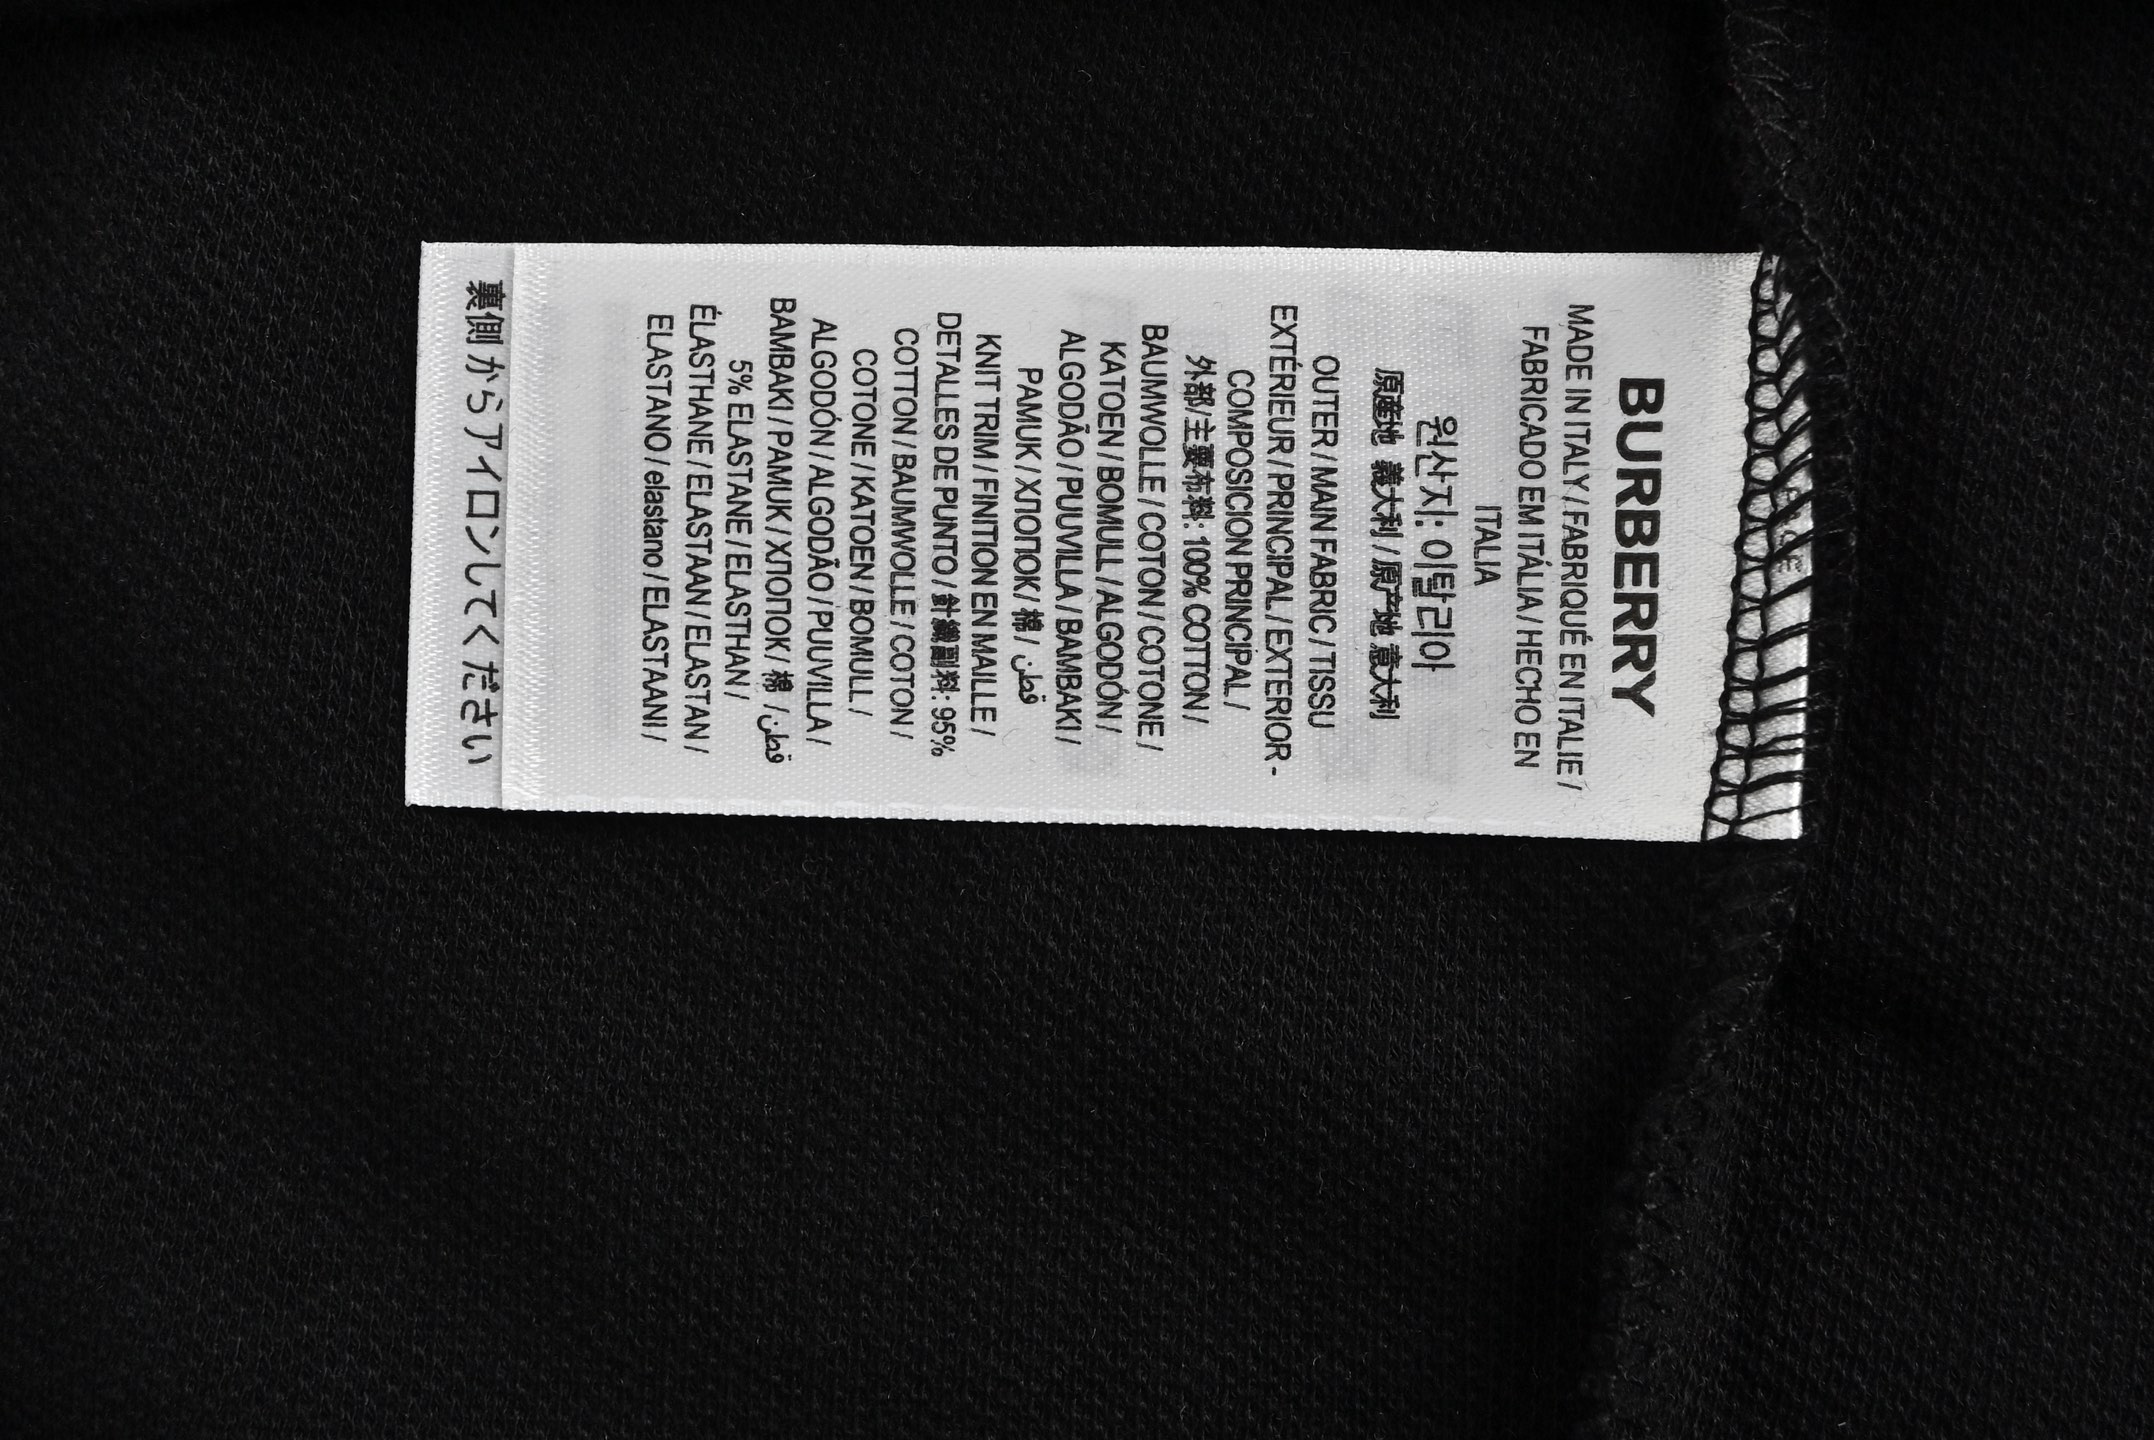 BURBERRY
MADE IN ITALY / FABRIQUÉ EN ITALIE /
FABRICADO EM ITÁLIA / HECHO EN
ITALIA
원산지: 이탈리아
原産地 義大利 / 原产地 意大利
OUTER / MAIN FABRIC / TISSU
EXTÉRIEUR / PRINCIPAL / EXTERIOR -
COMPOSICION PRINCIPAL /
外部/主要布料: 100% COTTON /
BAUMWOLLE / COTON / COTONE /
KATOEN / BOMULL / ALGODÓN /
ALGODÃO / PUUVILLA / BAMBAKI /
PAMUK / ХЛОПОК / 棉 / قطن
KNIT TRIM / FINITION EN MAILLE /
DETALLES DE PUNTO / 針織副料: 95%
COTTON / BAUMWOLLE / COTON /
COTONE / KATOEN / BOMULL /
ALGODÓN / ALGODÃO / PUUVILLA /
BAMBAKI / PAMUK / ХЛОПОК / 棉 / قطن
5% ELASTANE / ELASTHAN /
ÉLASTHANE / ELASTAAN / ELASTAN /
ELASTANO / elastano / ELASTAANI /
裏側からアイロンしてください